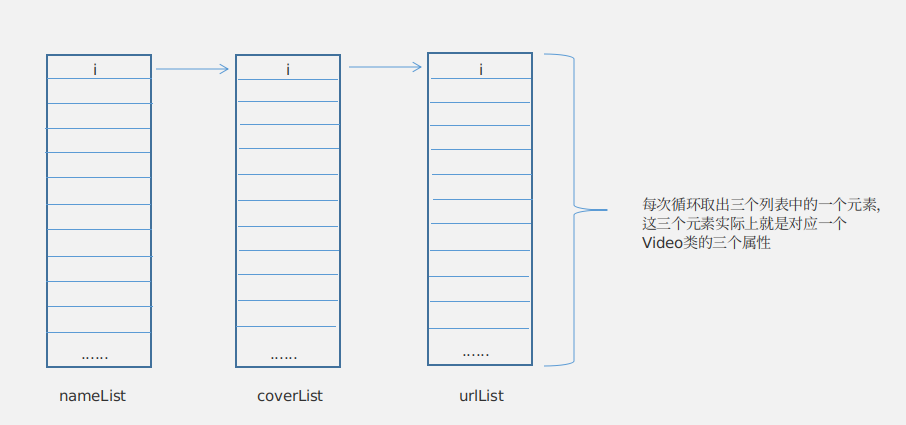 i
i
i
每次循环取出三个列表中的一个元素,
这三个元素实际上就是对应一个
Video类的三个属性
......
......
......
nameList
coverList
urlList